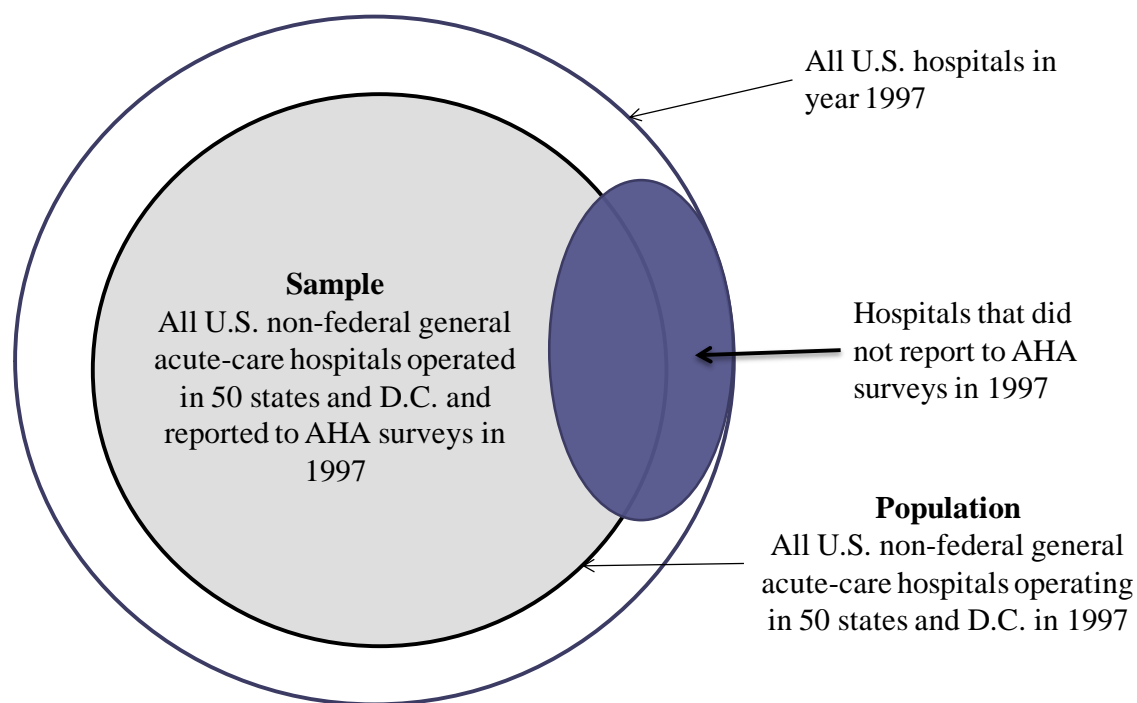 All U.S. hospitals in
year 1997
Sample
All U.S. non-federal general
acute-care hospitals operated
in 50 states and D.C. and
reported to AHA surveys in
1997
Hospitals that did
not report to AHA
surveys in 1997
Population
All U.S. non-federal general
acute-care hospitals operating
in 50 states and D.C. in 1997